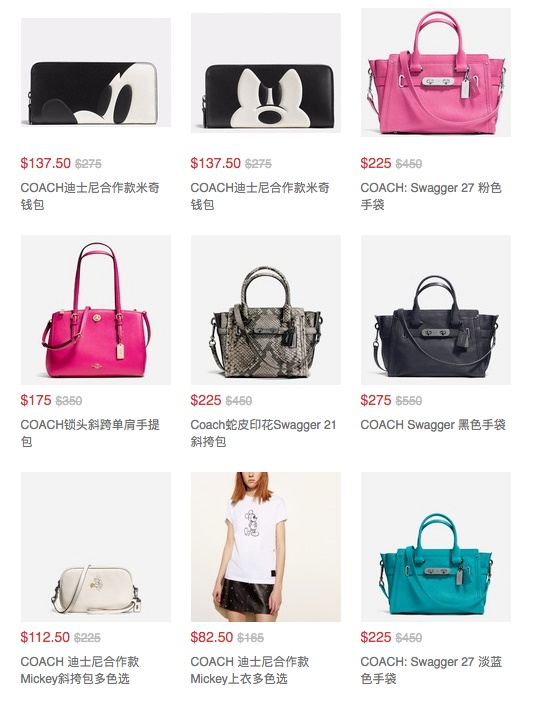 $137.50 $275
COACH迪士尼合作款米奇
钱包
$137.50 $275
COACH迪士尼合作款米奇
钱包
$225 $450
COACH: Swagger 27 粉色
手袋
$175 $350
COACH锁头斜跨单肩手提
包
$225 $450
Coach蛇皮印花Swagger 21
斜挎包
$275 $550
COACH Swagger 黑色手袋
$112.50 $225
COACH 迪士尼合作款
Mickey斜挎包多色选
$82.50 $165
COACH 迪士尼合作款
Mickey上衣多色选
$225 $450
COACH: Swagger 27 淡蓝
色手袋